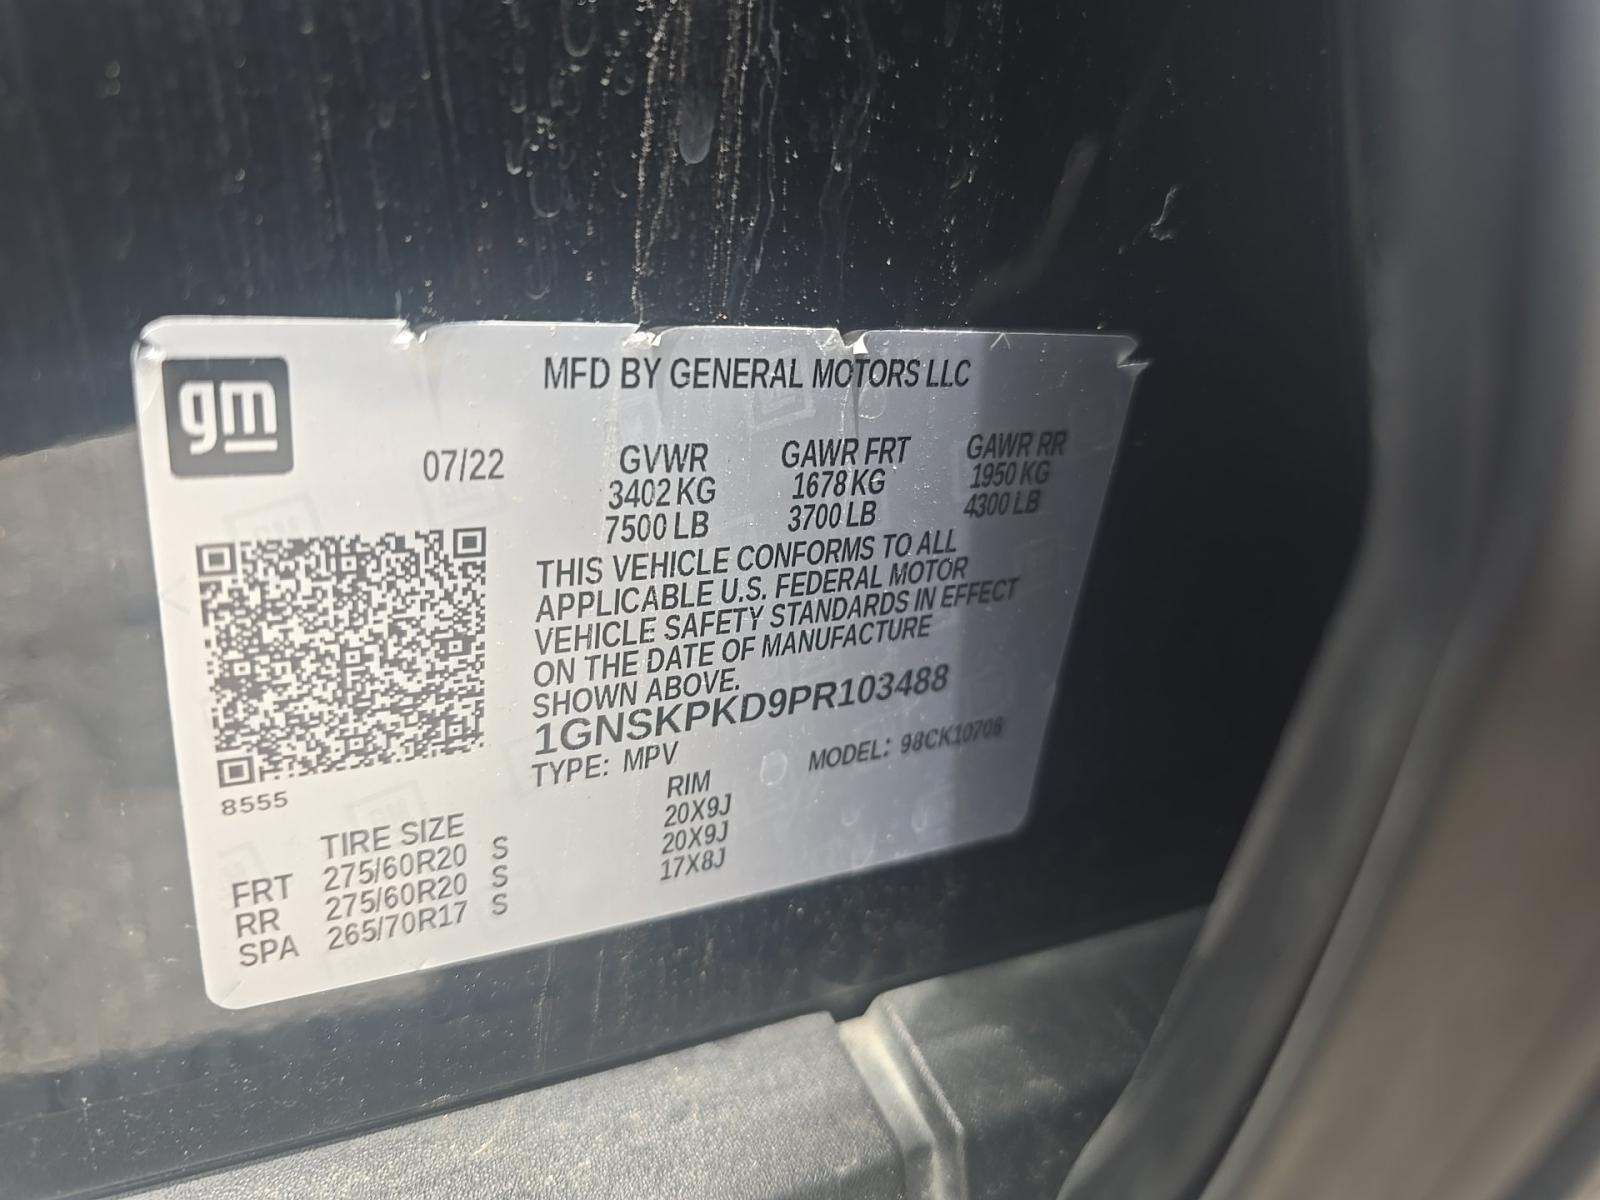 gm
MFD BY GENERAL MOTORS LLC
07/22
GVWR GAWR FRT GAWR RR
3402 KG 1678 KG 1950 KG
7500 LB 3700 LB 4300 LB
THIS VEHICLE CONFORMS TO ALL
APPLICABLE U.S. FEDERAL MOTOR
VEHICLE SAFETY STANDARDS IN EFFECT
ON THE DATE OF MANUFACTURE
SHOWN ABOVE.
1GNSKPKD9PR103488
TYPE: MPV MODEL: 98CK10706
8555
TIRE SIZE RIM
FRT 275/60R20 S 20X9J
RR 275/60R20 S 20X9J
SPA 265/70R17 S 17X8J